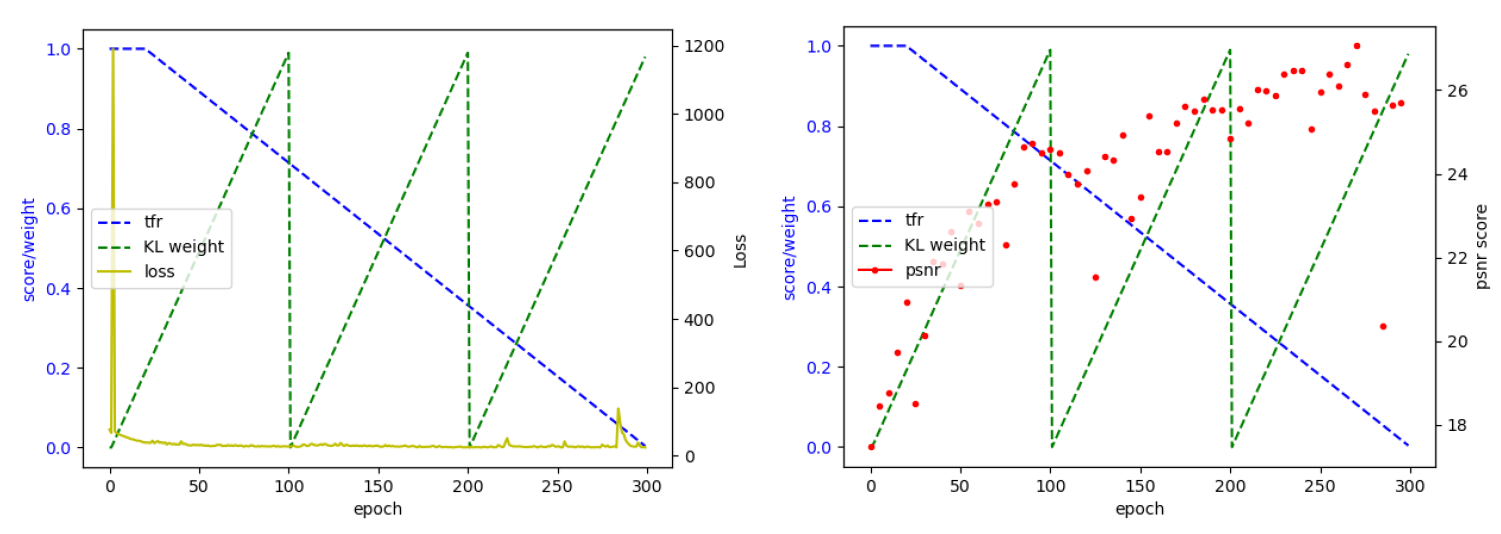 1.0
0.8
0.6
0.4
0.2
0.0
score/weight
tfr
KL weight
loss
1200
1000
800
600
400
200
0
Loss
0 50 100 150 200 250 300
epoch
1.0
0.8
0.6
0.4
0.2
0.0
score/weight
tfr
KL weight
psnr
26
24
22
20
18
psnr score
0 50 100 150 200 250 300
epoch